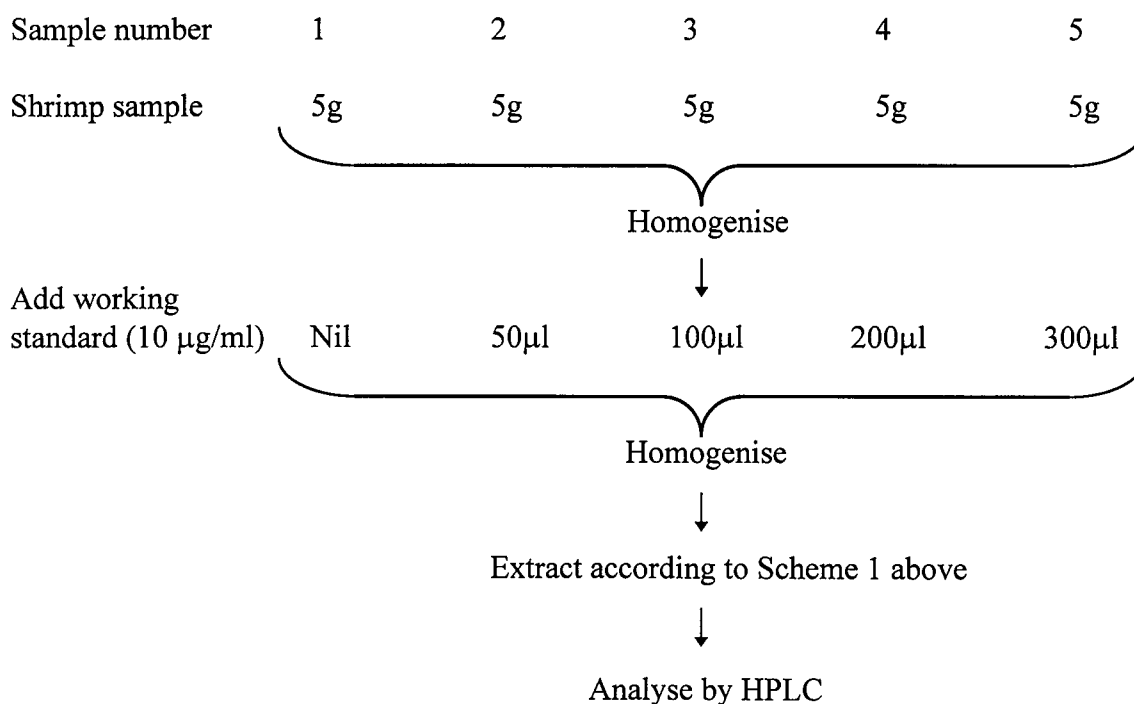 Sample number 1 2 3 4 5
Shrimp sample 5g 5g 5g 5g 5g
Homogenise
Add working
standard (10 μg/ml) Nil 50μl 100μl 200μl 300μl
Homogenise
Extract according to Scheme 1 above
Analyse by HPLC